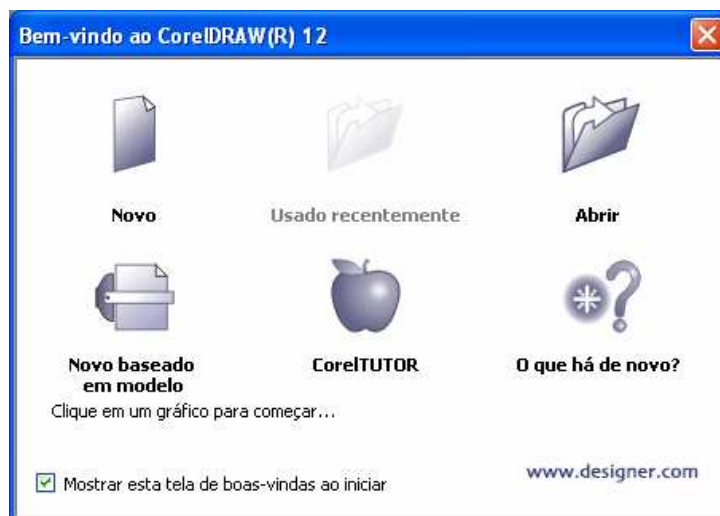 Bem-vindo ao CorelDRAW(R) 12
Novo
Usado recentemente
Abrir
Novo baseado
em modelo
CorelTUTOR
O que há de novo?
Clique em um gráfico para começar...
Mostrar esta tela de boas-vindas ao iniciar
www.designer.com